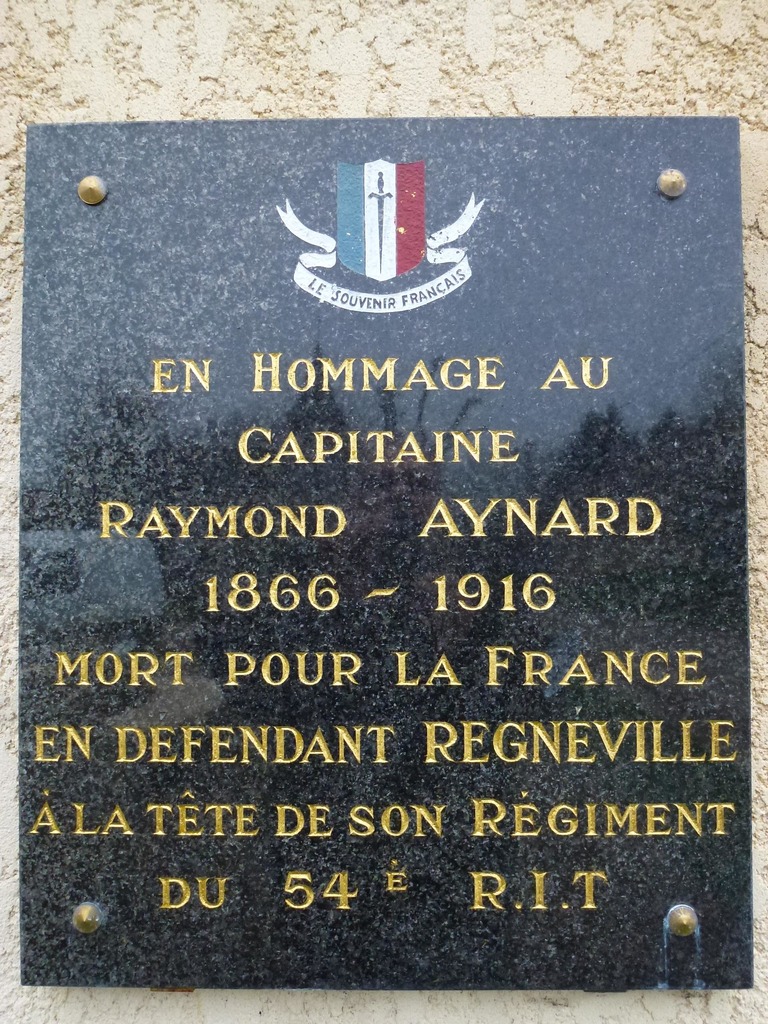 LE SOUVENIR FRANÇAIS
EN HOMMAGE AU
CAPITAINE
RAYMOND AYNARD
1866 - 1916
MORT POUR LA FRANCE
EN DEFENDANT REGNEVILLE
À LA TÊTE DE SON RÉGIMENT
DU 54È R.I.T